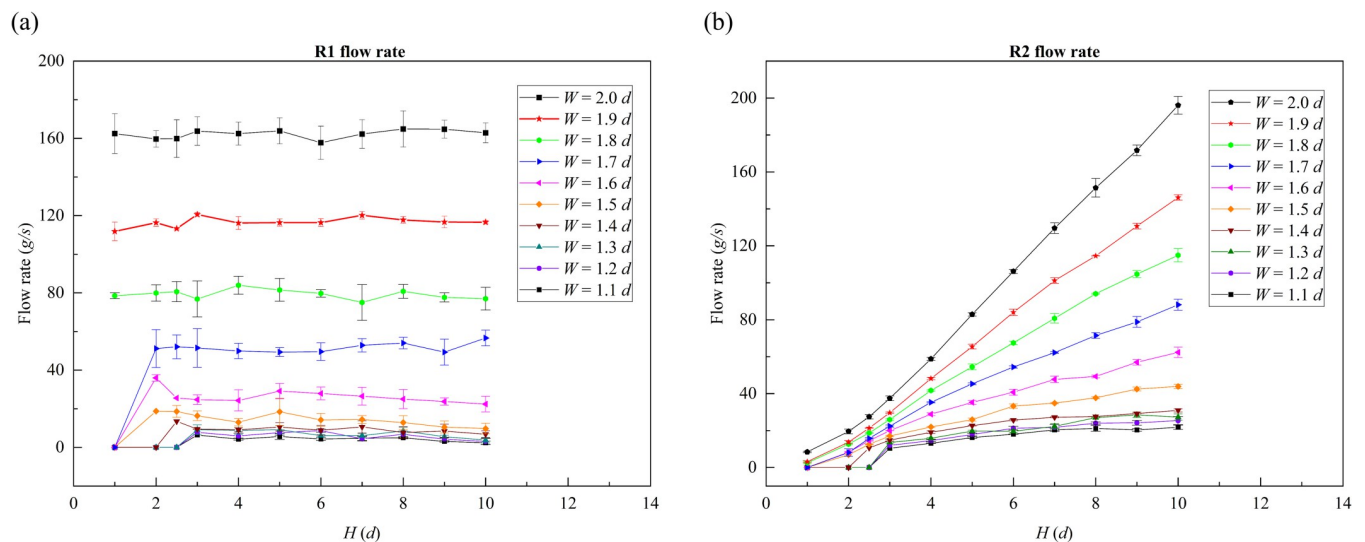 (a)
R1 flow rate
200
160
120
80
40
0
Flow rate (g/s)
0 2 4 6 8 10 12 14
H (d)
W = 2.0 d
W = 1.9 d
W = 1.8 d
W = 1.7 d
W = 1.6 d
W = 1.5 d
W = 1.4 d
W = 1.3 d
W = 1.2 d
W = 1.1 d
(b)
R2 flow rate
200
160
120
80
40
0
Flow rate (g/s)
0 2 4 6 8 10 12 14
H (d)
W = 2.0 d
W = 1.9 d
W = 1.8 d
W = 1.7 d
W = 1.6 d
W = 1.5 d
W = 1.4 d
W = 1.3 d
W = 1.2 d
W = 1.1 d